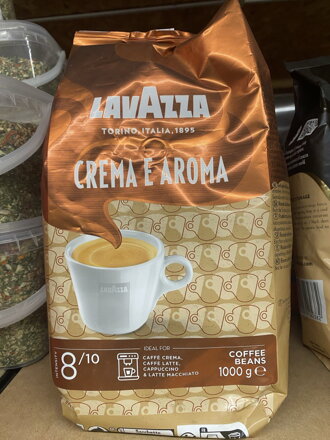 LAVAZZA
TORINO, ITALIA, 1895
CREMA E AROMA
LAVAZZA
INTENSITY
8/10
IDEAL FOR
CAFFÈ CREMA,
CAFFÈ LATTE,
CAPPUCCINO
& LATTE MACCHIATO
COFFEE
BEANS
1000 g e